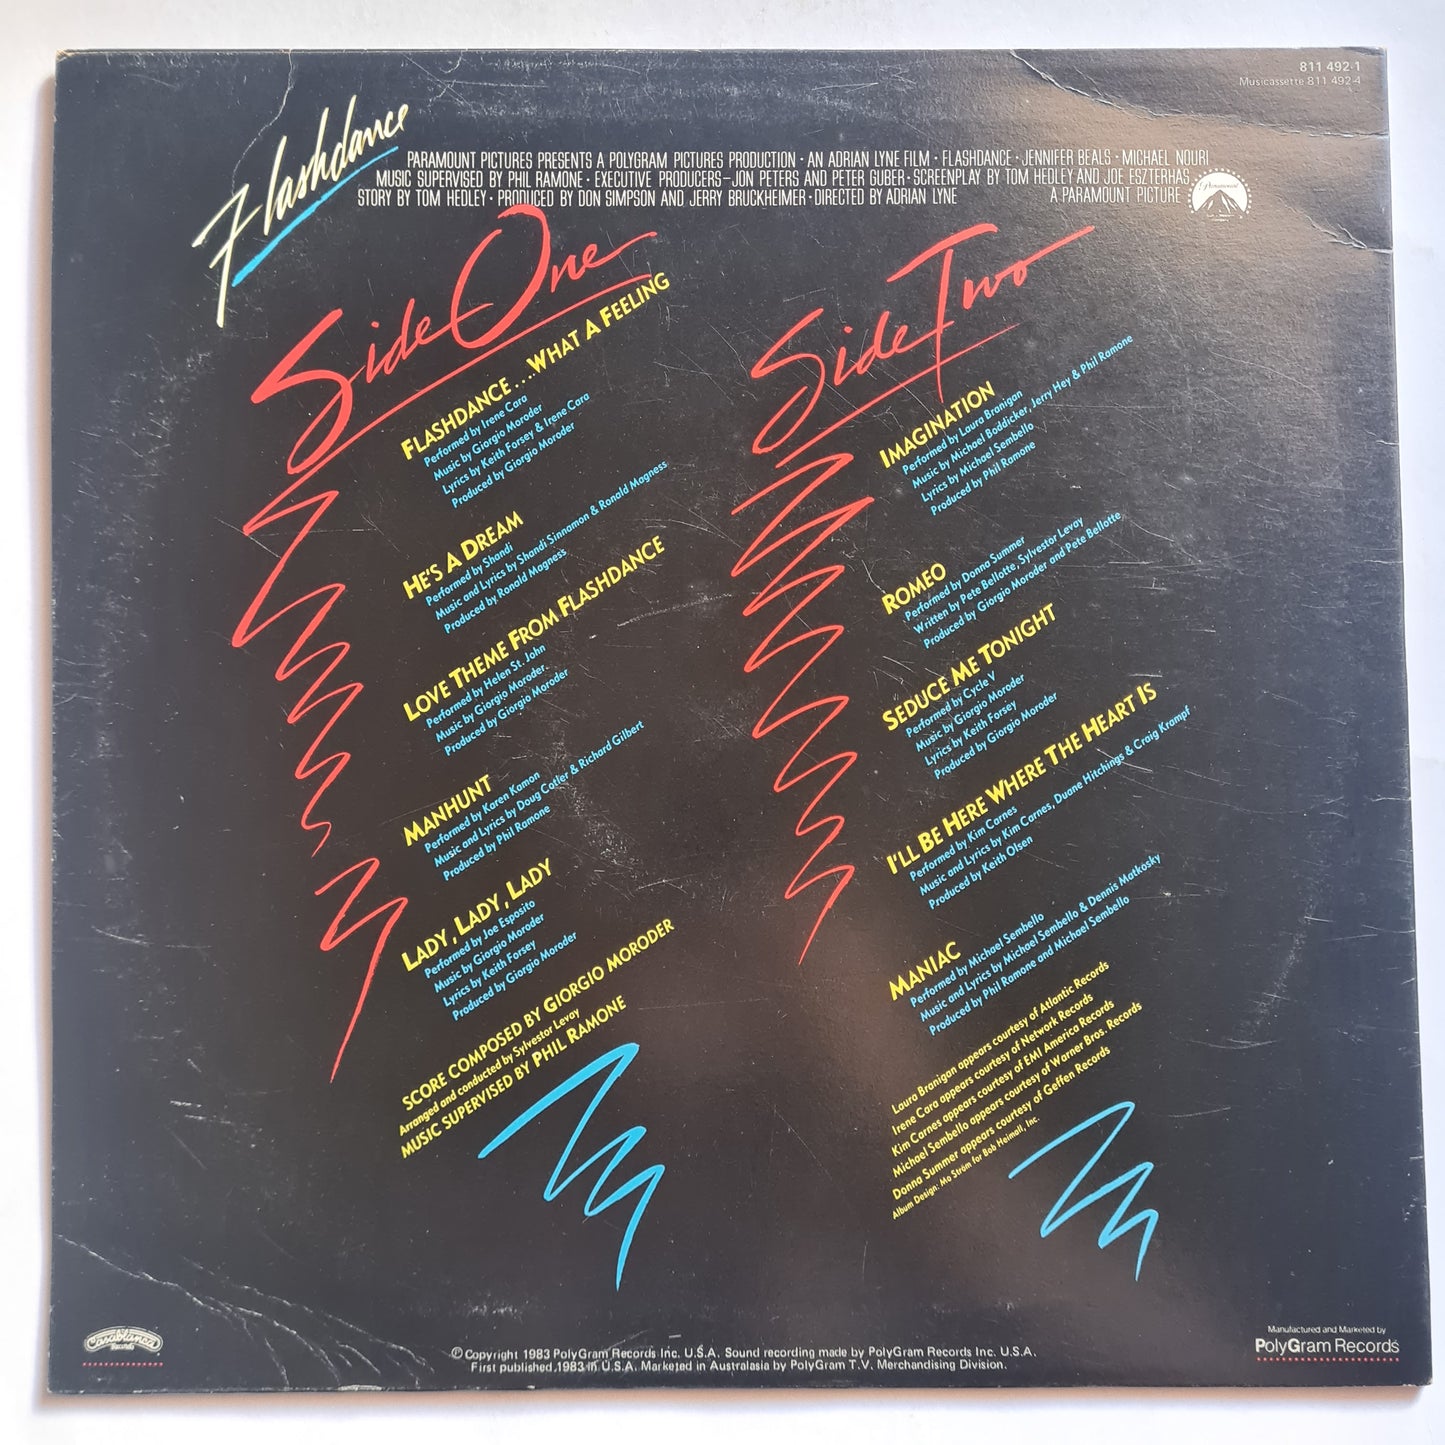 811 492-1
Musicassette 811 492-4
Flashdance
PARAMOUNT PICTURES PRESENTS A POLYGRAM PICTURES PRODUCTION · AN ADRIAN LYNE FILM · FLASHDANCE · JENNIFER BEALS · MICHAEL NOURI
MUSIC SUPERVISED BY PHIL RAMONE · EXECUTIVE PRODUCERS–JON PETERS AND PETER GUBER · SCREENPLAY BY TOM HEDLEY AND JOE ESZTERHAS
STORY BY TOM HEDLEY · PRODUCED BY DON SIMPSON AND JERRY BRUCKHEIMER · DIRECTED BY ADRIAN LYNE
A PARAMOUNT PICTURE
Paramount
Side One
FLASHDANCE...WHAT A FEELING
Performed by Irene Cara
Music by Giorgio Moroder
Lyrics by Keith Forsey & Irene Cara
Produced by Giorgio Moroder
HE'S A DREAM
Performed by Shandi
Music and Lyrics by Shandi Sinnamon & Ronald Magness
Produced by Ronald Magness
LOVE THEME FROM FLASHDANCE
Performed by Helen St. John
Music by Giorgio Moroder
Produced by Giorgio Moroder
MANHUNT
Performed by Karen Kamon
Music and Lyrics by Doug Cotler & Richard Gilbert
Produced by Phil Ramone
LADY, LADY, LADY
Performed by Joe Esposito
Music by Giorgio Moroder
Lyrics by Keith Forsey
Produced by Giorgio Moroder
SCORE COMPOSED BY GIORGIO MORODER
Arranged and conducted by Sylvestor Levay
MUSIC SUPERVISED BY PHIL RAMONE
Side Two
IMAGINATION
Performed by Laura Branigan
Music by Michael Boddicker, Jerry Hey & Phil Ramone
Lyrics by Michael Sembello
Produced by Phil Ramone
ROMEO
Performed by Donna Summer
Written by Pete Bellotte, Sylvestor Levay
Produced by Giorgio Moroder and Pete Bellotte
SEDUCE ME TONIGHT
Performed by Cycle V
Music by Giorgio Moroder
Lyrics by Keith Forsey
Produced by Giorgio Moroder
I'LL BE HERE WHERE THE HEART IS
Performed by Kim Carnes
Music and Lyrics by Kim Carnes, Duane Hitchings & Craig Krampf
Produced by Keith Olsen
MANIAC
Performed by Michael Sembello
Music and Lyrics by Michael Sembello & Dennis Matkosky
Produced by Phil Ramone and Michael Sembello
Laura Branigan appears courtesy of Atlantic Records
Irene Cara appears courtesy of Network Records
Kim Carnes appears courtesy of EMI America Records
Michael Sembello appears courtesy of Warner Bros. Records
Donna Summer appears courtesy of Geffen Records
Album Design: Mo Ström for Bob Heimall, Inc.
Casablanca
Records
© Copyright 1983 PolyGram Records Inc. U.S.A. Sound recording made by PolyGram Records Inc. U.S.A.
First published 1983 in U.S.A. Marketed in Australasia by PolyGram T.V. Merchandising Division.
Manufactured and Marketed by
PolyGram Records